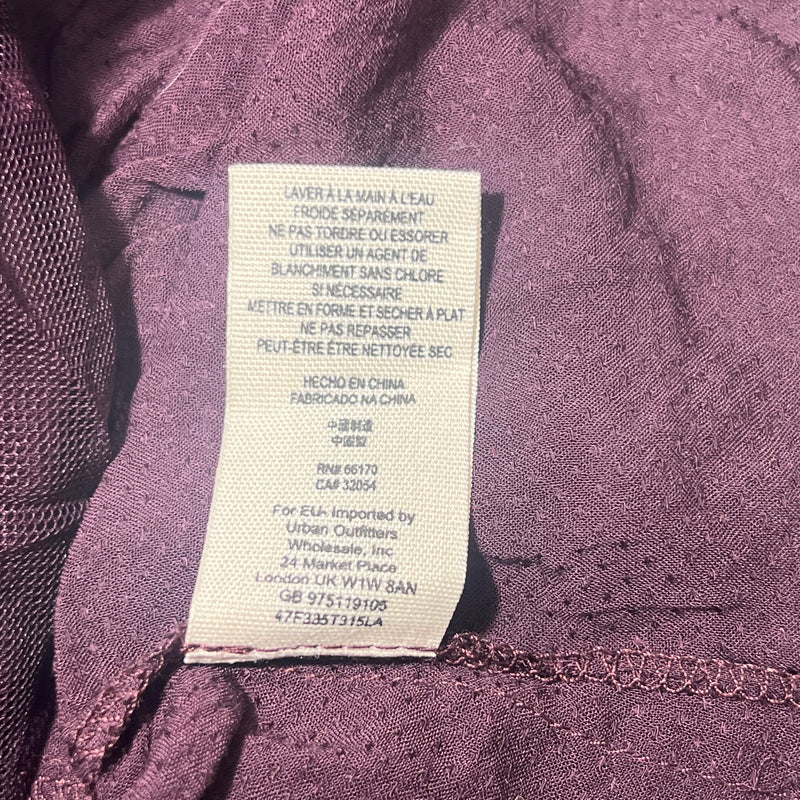 LAVER À LA MAIN À L'EAU
FROIDE SÉPARÉMENT
NE PAS TORDRE OU ESSORER
UTILISER UN AGENT DE
BLANCHIMENT SANS CHLORE
SI NÉCESSAIRE
METTRE EN FORME ET SECHER À PLAT
NE PAS REPASSER
PEUT-ÊTRE ÊTRE NETTOYÉE SEC
HECHO EN CHINA
FABRICADO NA CHINA
中國制造
中国製
RN# 66170
CA# 32054
For EU- Imported by
Urban Outfitters
Wholesale, Inc
24 Market Place
London UK W1W 8AN
GB 975119105
47F335T315LA